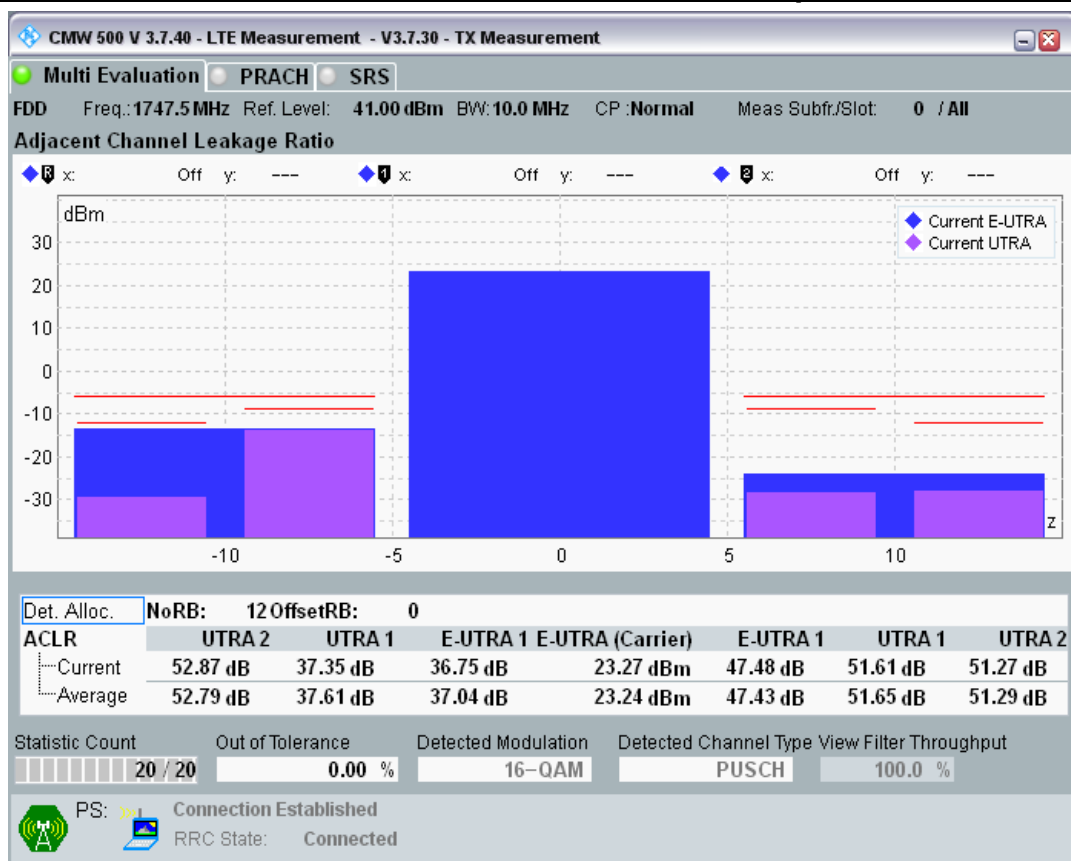 CMW 500 V 3.7.40 - LTE Measurement - V3.7.30 - TX Measurement
Multi Evaluation PRACH SRS
FDD Freq.: 1747.5 MHz Ref. Level: 41.00 dBm BW: 10.0 MHz CP :Normal Meas Subfr./Slot: 0 / All
Adjacent Channel Leakage Ratio
R x: Off y: --- 1 x: Off y: --- 2 x: Off y: ---
dBm
Current E-UTRA
Current UTRA
30
20
10
0
-10
-20
-30
z
-10 -5 0 5 10
Det. Alloc. NoRB: 12 OffsetRB: 0
ACLR UTRA 2 UTRA 1 E-UTRA 1 E-UTRA (Carrier) E-UTRA 1 UTRA 1 UTRA 2
Current 52.87 dB 37.35 dB 36.75 dB 23.27 dBm 47.48 dB 51.61 dB 51.27 dB
Average 52.79 dB 37.61 dB 37.04 dB 23.24 dBm 47.43 dB 51.65 dB 51.29 dB
Statistic Count Out of Tolerance Detected Modulation Detected Channel Type View Filter Throughput
20 / 20 0.00 % 16-QAM PUSCH 100.0 %
PS: Connection Established
RRC State: Connected